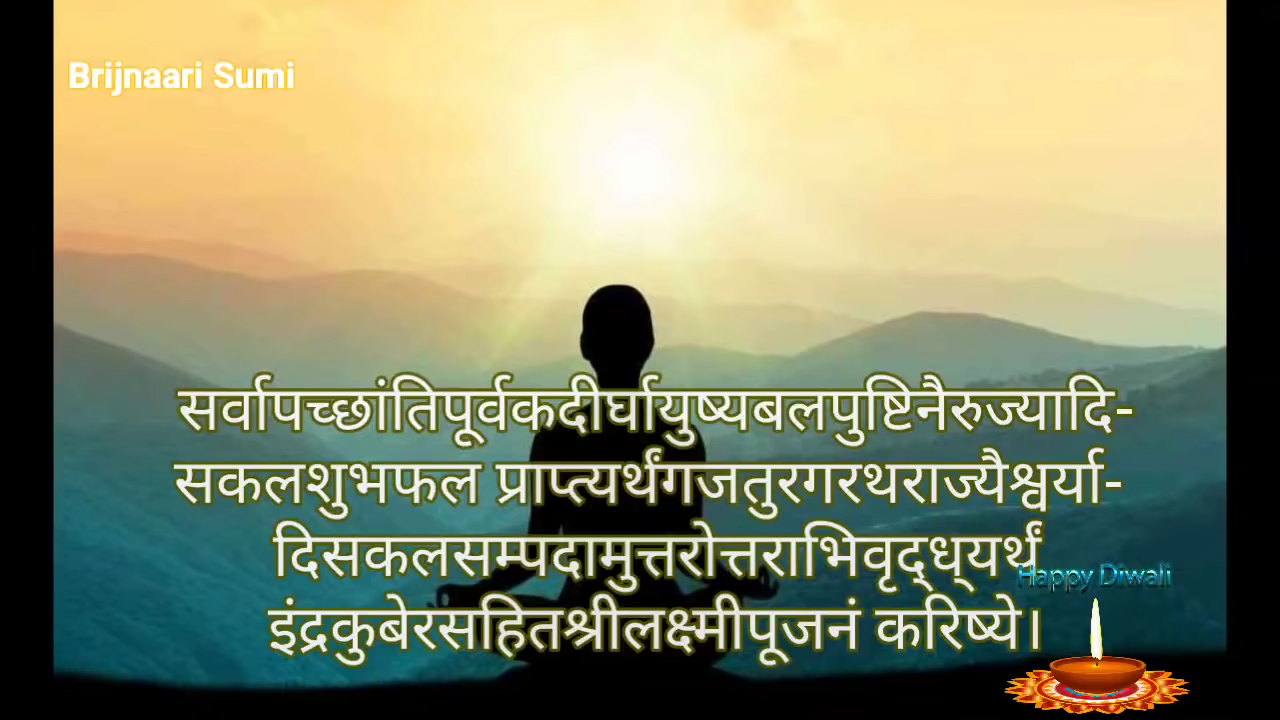 Brijnaari Sumi
सर्वापच्छांतिपूर्वकदीर्घायुष्यबलपुष्टिनैरुज्यादि-
सकलशुभफल प्राप्त्यर्थंगजतुरगरथराज्यैश्वर्या-
दिसकलसम्पदामुत्तरोत्तराभिवृद्ध्यर्थं
Happy Diwali
इंद्रकुबेरसहितश्रीलक्ष्मीपूजनं करिष्ये।